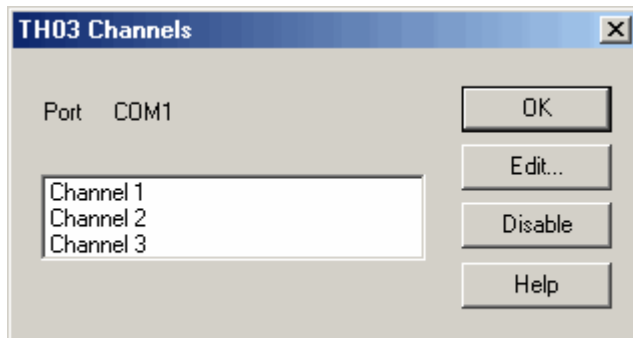 TH03 Channels
Port COM1
OK
Edit...
Channel 1
Channel 2
Channel 3
Disable
Help